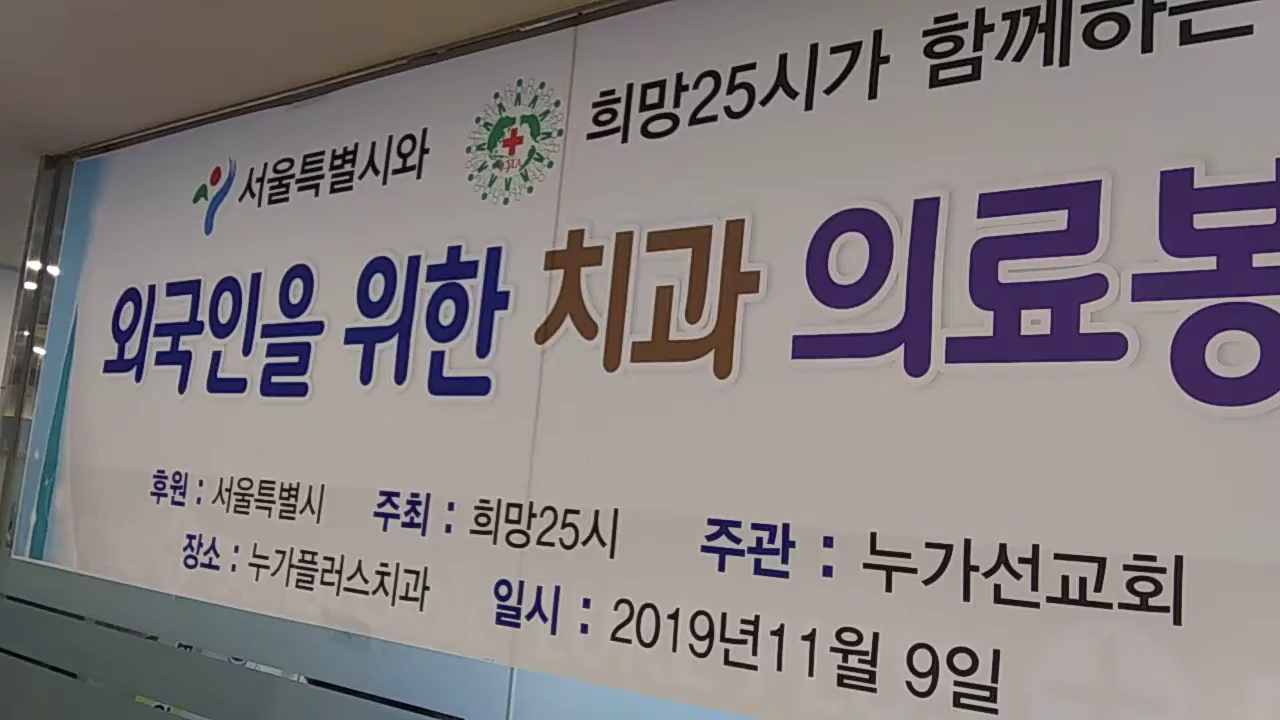 서울특별시와 희망25시가 함께하는
외국인을 위한 치과 의료봉
후원 : 서울특별시 주최 : 희망25시 주관 : 누가선교회
장소 : 누가플러스치과 일시 : 2019년11월 9일